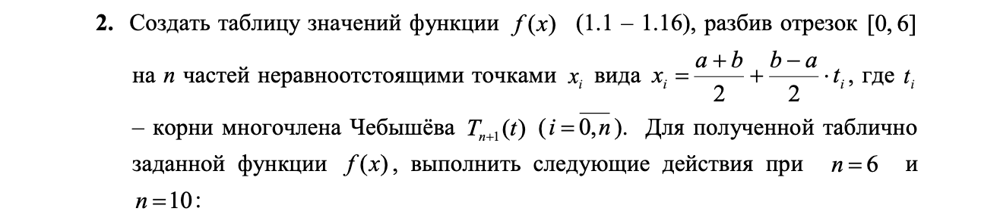 2. Создать таблицу значений функции f(x) (1.1 – 1.16), разбив отрезок [0, 6]
на n частей неравноотстоящими точками x_i вида x_i = \frac{a+b}{2} + \frac{b-a}{2} \cdot t_i, где t_i
– корни многочлена Чебышёва T_{n+1}(t) (i = \overline{0,n}). Для полученной таблично
заданной функции f(x), выполнить следующие действия при n = 6 и
n = 10: